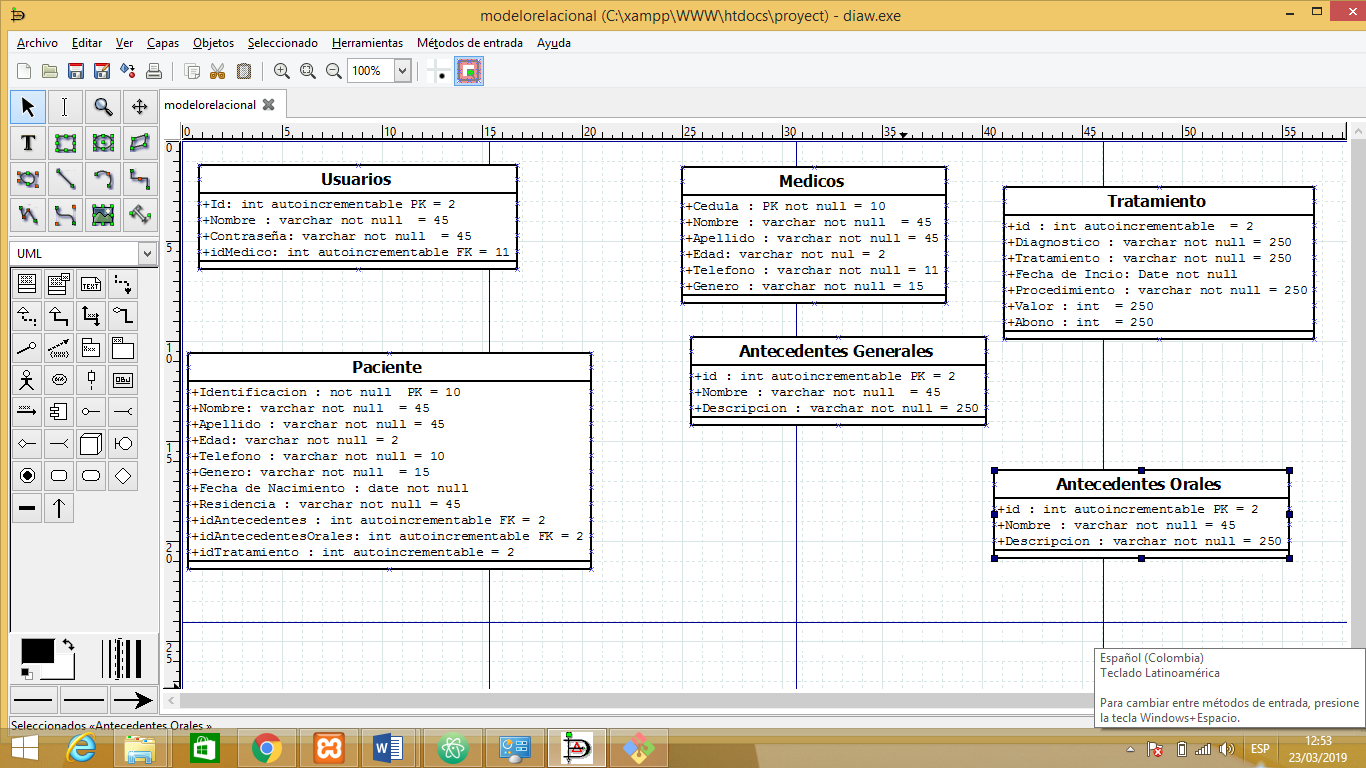 modelorelacional (C:\xampp\WWW\htdocs\proyect) - diaw.exe
Archivo Editar Ver Capas Objetos Seleccionado Herramientas Métodos de entrada Ayuda
100%
modelorelacional
0 5 10 15 20 25 30 35 40 45 50 55
0
5
10
15
20
25
T
UML
TEXT
(xxx)
(xxx)
OBJ
Usuarios
+Id: int autoincrementable PK = 2
+Nombre : varchar not null  = 45
+Contraseña: varchar not null  = 45
+idMedico: int autoincrementable FK = 11
Medicos
+Cedula : PK not null = 10
+Nombre : varchar not null  = 45
+Apellido : varchar not null = 45
+Edad: varchar not nul = 2
+Telefono : varchar not null = 11
+Genero : varchar not null = 15
Tratamiento
+id : int autoincrementable  = 2
+Diagnostico : varchar not null = 250
+Tratamiento : varchar not null = 250
+Fecha de Incio: Date not null
+Procedimiento : varchar not null = 250
+Valor : int  = 250
+Abono : int  = 250
Paciente
+Identificacion : not null  PK = 10
+Nombre: varchar not null  = 45
+Apellido : varchar not null = 45
+Edad: varchar not null = 2
+Telefono : varchar not null = 10
+Genero: varchar not null  = 15
+Fecha de Nacimiento : date not null
+Residencia : varchar not null = 45
+idAntecedentes : int autoincrementable FK = 2
+idAntecedentesOrales: int autoincrementable FK = 2
+idTratamiento : int autoincrementable = 2
Antecedentes Generales
+id : int autoincrementable PK = 2
+Nombre : varchar not null  = 45
+Descripcion : varchar not null = 250
Antecedentes Orales
+id : int autoincrementable PK = 2
+Nombre : varchar not null = 45
+Descripcion : varchar not null = 250
Español (Colombia)
Teclado Latinoamérica
Para cambiar entre métodos de entrada, presione
la tecla Windows+Espacio.
Seleccionados «Antecedentes Orales »
ESP
12:53
23/03/2019